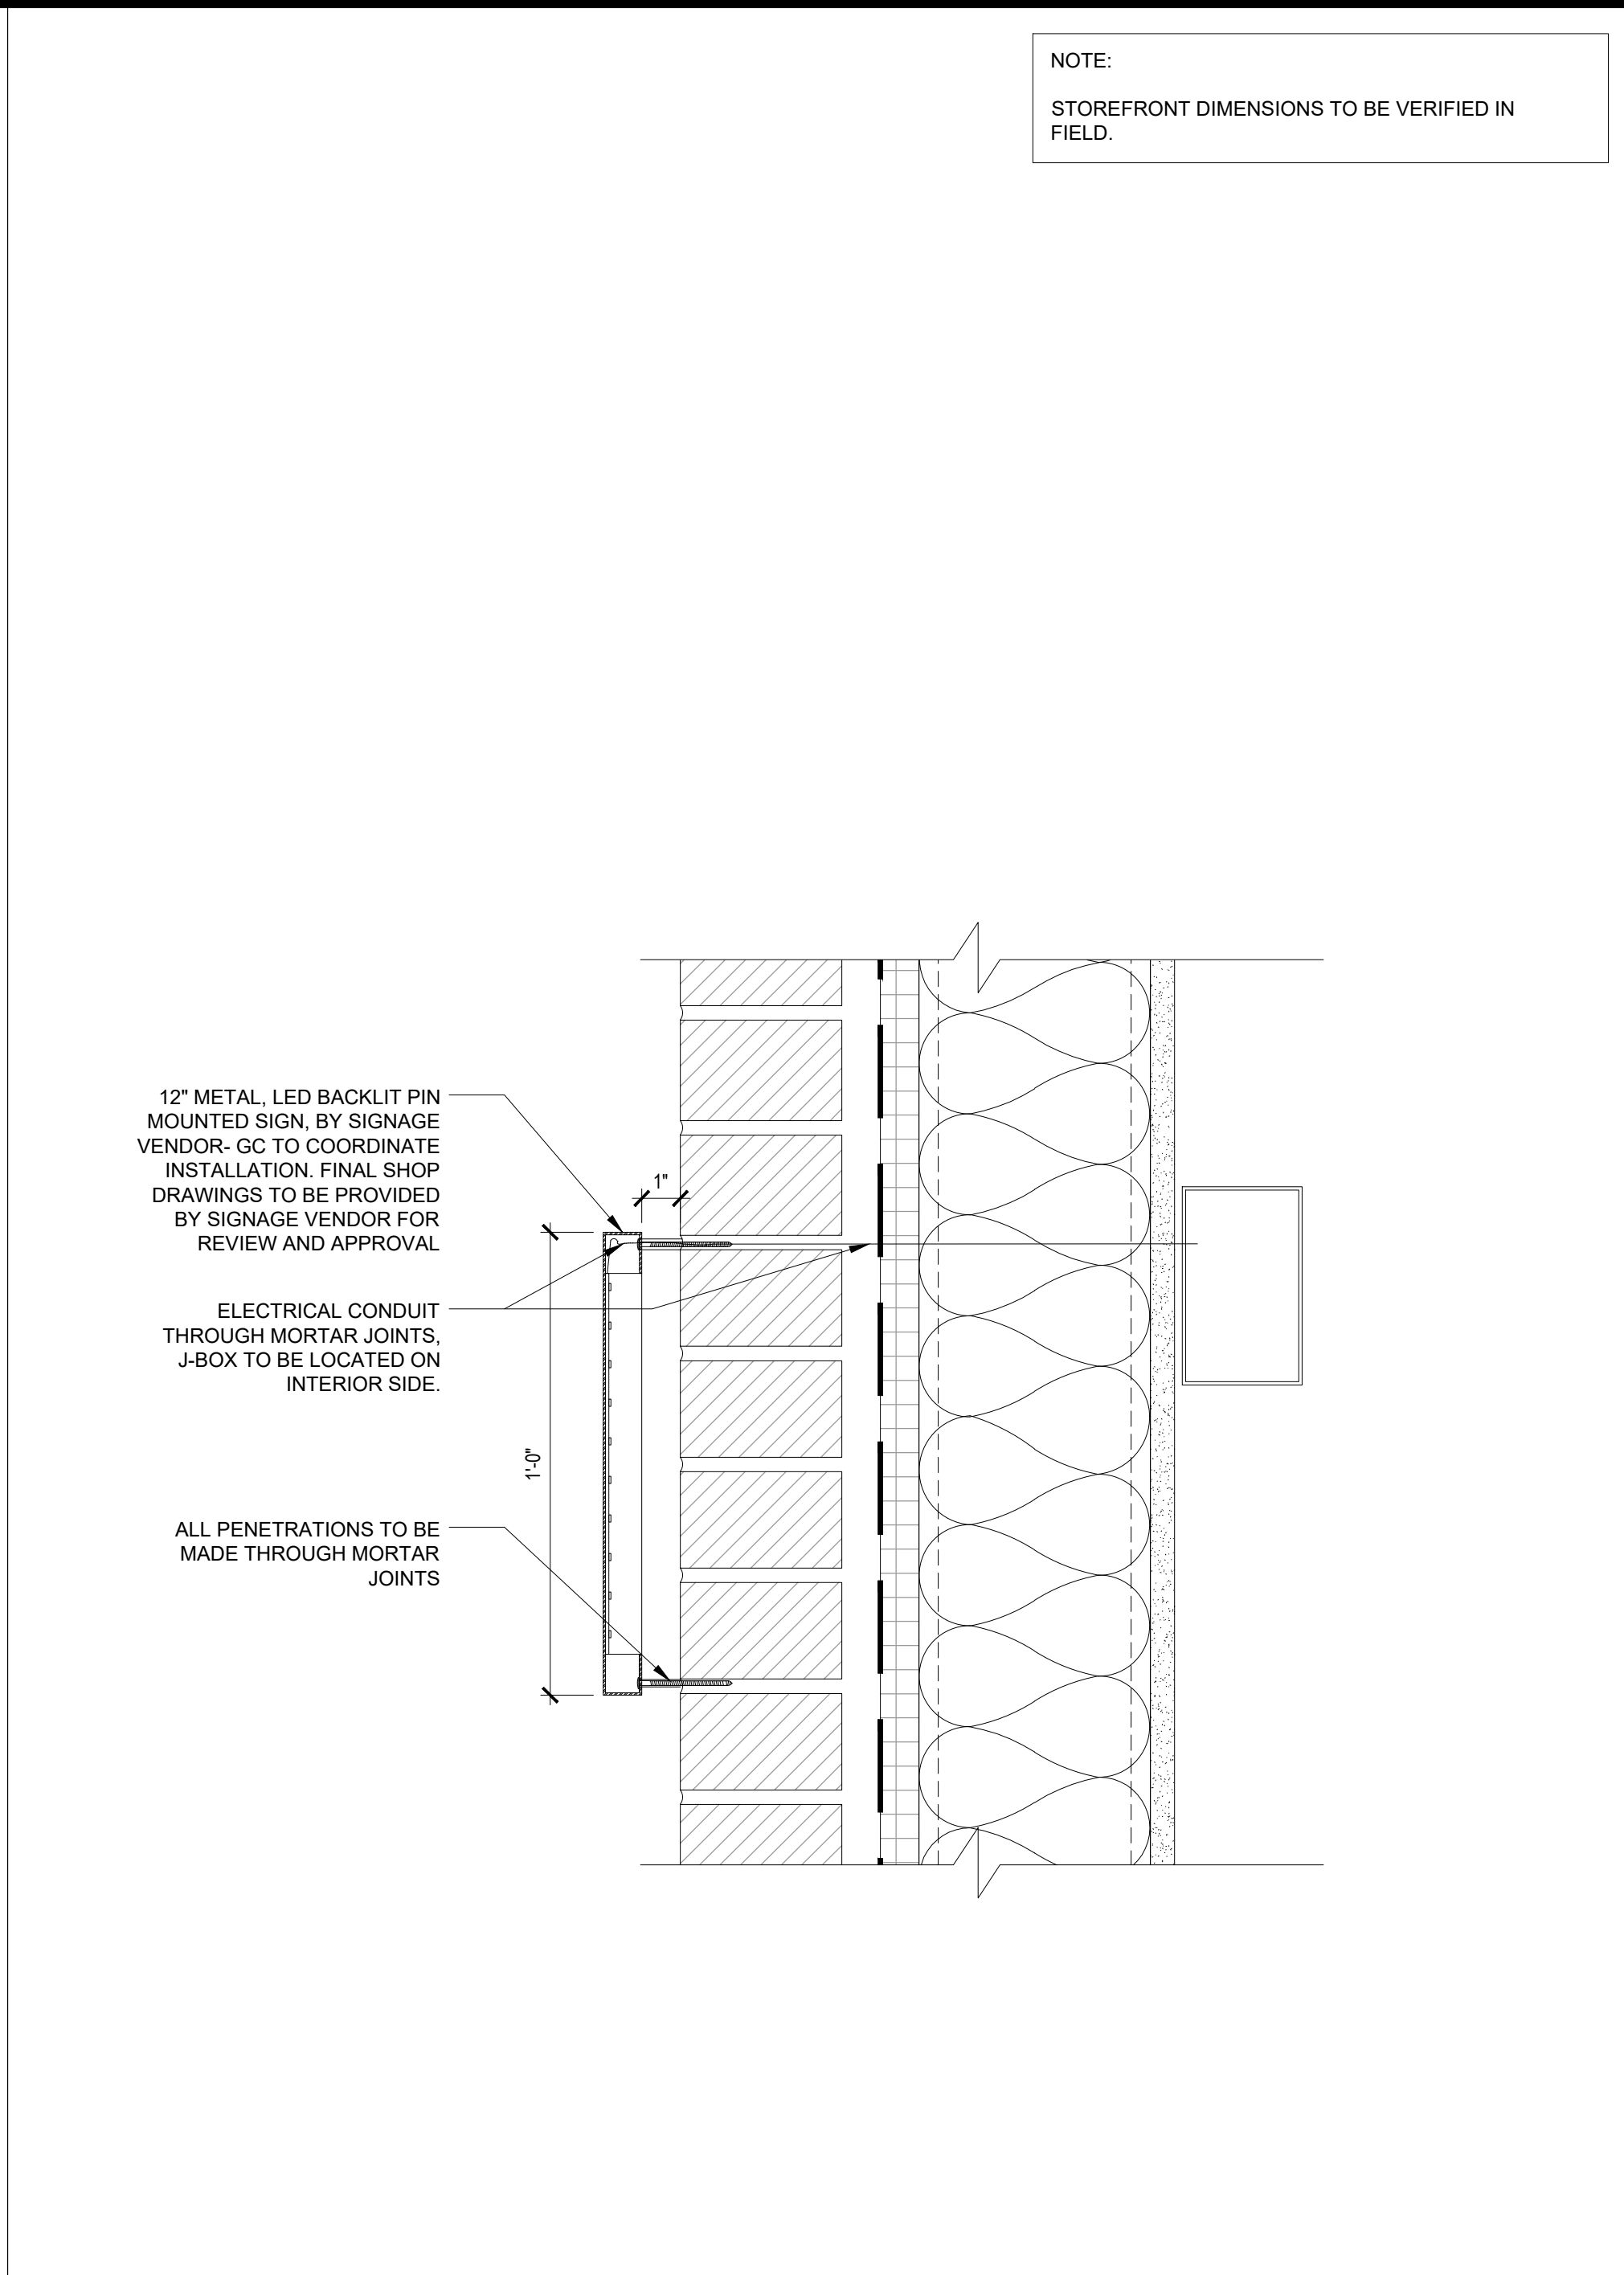 NOTE:
STOREFRONT DIMENSIONS TO BE VERIFIED IN
FIELD.
12" METAL, LED BACKLIT PIN
MOUNTED SIGN, BY SIGNAGE
VENDOR- GC TO COORDINATE
INSTALLATION. FINAL SHOP
DRAWINGS TO BE PROVIDED
BY SIGNAGE VENDOR FOR
REVIEW AND APPROVAL
1"
ELECTRICAL CONDUIT
THROUGH MORTAR JOINTS,
J-BOX TO BE LOCATED ON
INTERIOR SIDE.
1'-0"
ALL PENETRATIONS TO BE
MADE THROUGH MORTAR
JOINTS